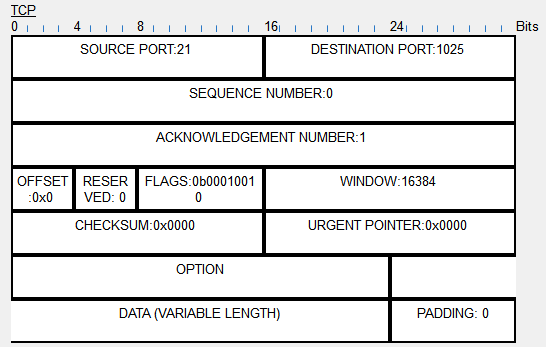 TCP
0 4 8 16 24 Bits
SOURCE PORT:21 DESTINATION PORT:1025
SEQUENCE NUMBER:0
ACKNOWLEDGEMENT NUMBER:1
OFFSET RESER FLAGS:0b0001001 WINDOW:16384
:0x0 VED: 0 0
CHECKSUM:0x0000 URGENT POINTER:0x0000
OPTION
DATA (VARIABLE LENGTH) PADDING: 0